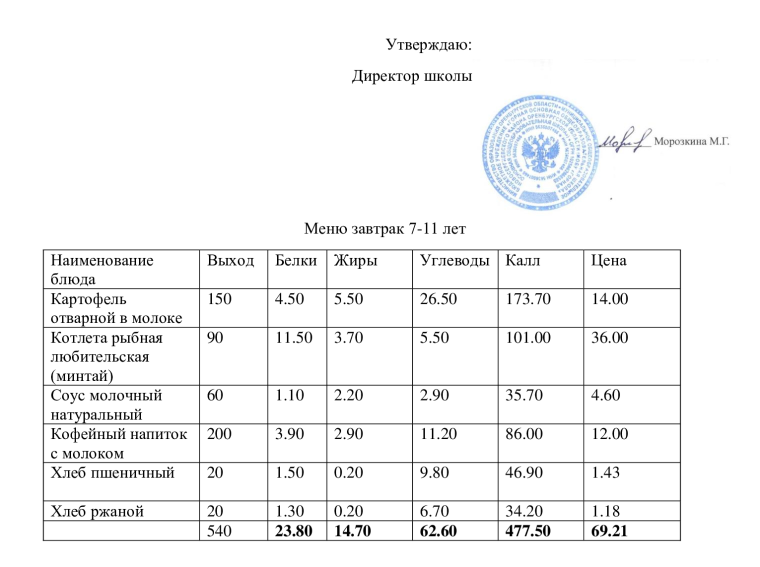 Утверждаю:
Директор школы
Морозкина М.Г.
Меню завтрак 7-11 лет
Наименование блюда Выход Белки Жиры Углеводы Калл Цена
Картофель отварной в молоке 150 4.50 5.50 26.50 173.70 14.00
Котлета рыбная любительская (минтай) 90 11.50 3.70 5.50 101.00 36.00
Соус молочный натуральный 60 1.10 2.20 2.90 35.70 4.60
Кофейный напиток с молоком 200 3.90 2.90 11.20 86.00 12.00
Хлеб пшеничный 20 1.50 0.20 9.80 46.90 1.43
Хлеб ржаной 20 1.30 0.20 6.70 34.20 1.18
540 23.80 14.70 62.60 477.50 69.21